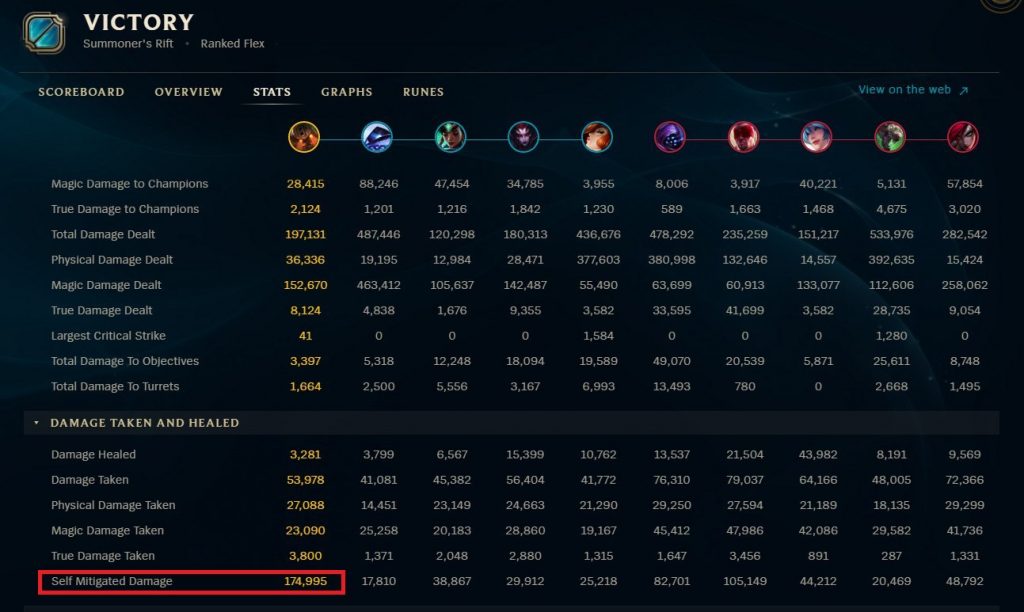 VICTORY
Summoner's Rift • Ranked Flex
SCOREBOARD OVERVIEW STATS GRAPHS RUNES View on the web ↗
Magic Damage to Champions 28,415 88,246 47,454 34,785 3,955 8,006 3,917 40,221 5,131 57,854
True Damage to Champions 2,124 1,201 1,216 1,842 1,230 589 1,663 1,468 4,675 3,020
Total Damage Dealt 197,131 487,446 120,298 180,313 436,676 478,292 235,259 151,217 533,976 282,542
Physical Damage Dealt 36,336 19,195 12,984 28,471 377,603 380,998 132,646 14,557 392,635 15,424
Magic Damage Dealt 152,670 463,412 105,637 142,487 55,490 63,699 60,913 133,077 112,606 258,062
True Damage Dealt 8,124 4,838 1,676 9,355 3,582 33,595 41,699 3,582 28,735 9,054
Largest Critical Strike 41 0 0 0 1,584 0 0 0 1,280 0
Total Damage To Objectives 3,397 5,318 12,248 18,094 19,589 49,070 20,539 5,871 25,611 8,748
Total Damage To Turrets 1,664 2,500 5,556 3,167 6,993 13,493 780 0 2,668 1,495
DAMAGE TAKEN AND HEALED
Damage Healed 3,281 3,799 6,567 15,399 10,762 13,537 21,504 43,982 8,191 9,569
Damage Taken 53,978 41,081 45,382 56,404 41,772 76,310 79,037 64,166 48,005 72,366
Physical Damage Taken 27,088 14,451 23,149 24,663 21,290 29,250 27,594 21,189 18,135 29,299
Magic Damage Taken 23,090 25,258 20,183 28,860 19,167 45,412 47,986 42,086 29,582 41,736
True Damage Taken 3,800 1,371 2,048 2,880 1,315 1,647 3,456 891 287 1,331
Self Mitigated Damage 174,995 17,810 38,867 29,912 25,218 82,701 105,149 44,212 20,469 48,792